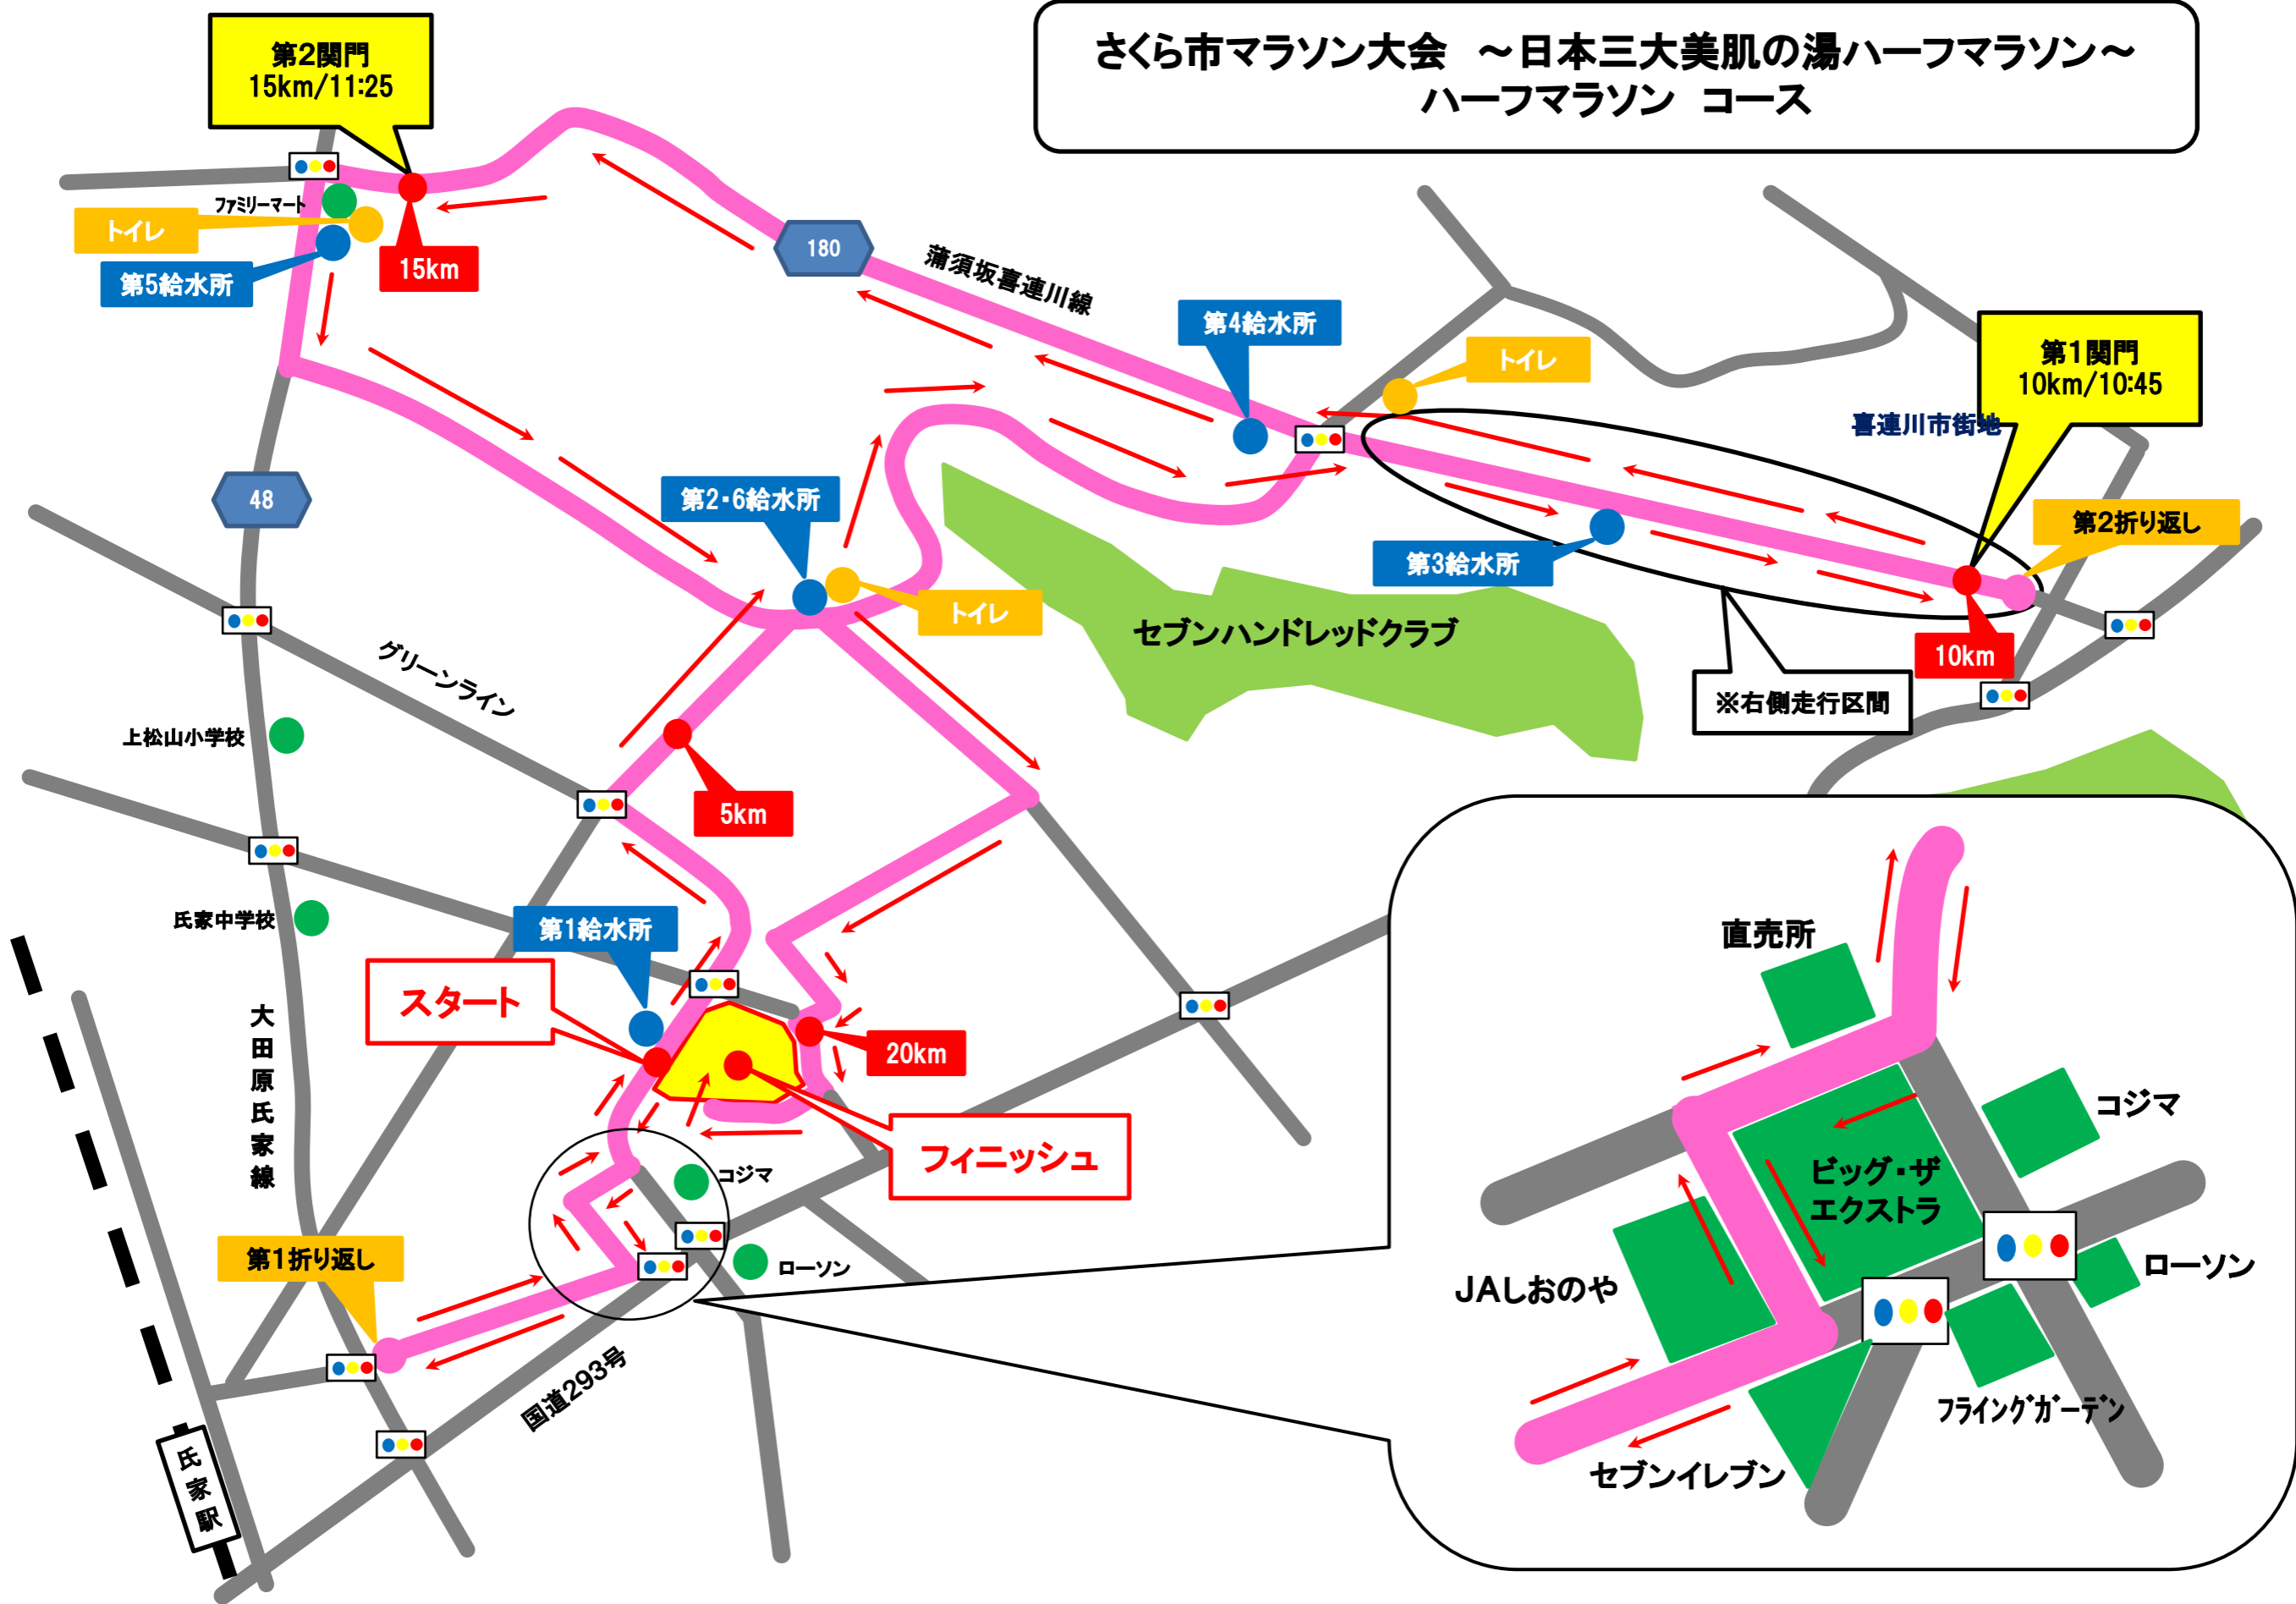 さくら市マラソン大会 ～日本三大美肌の湯ハーフマラソン～
ハーフマラソン コース
第2関門
15km/11:25
ファミリーマート
トイレ
第5給水所
15km
180
蒲須坂喜連川線
第4給水所
トイレ
第1関門
10km/10:45
喜連川市街地
48
第2・6給水所
第2折り返し
第3給水所
トイレ
セブンハンドレッドクラブ
10km
※右側走行区間
グリーンライン
上松山小学校
5km
氏家中学校
第1給水所
スタート
20km
大田原氏家線
フィニッシュ
コジマ
第1折り返し
ローソン
国道293号
氏家駅
直売所
コジマ
ビッグ・ザ
エクストラ
ローソン
JAしおのや
フライングガーデン
セブンイレブン